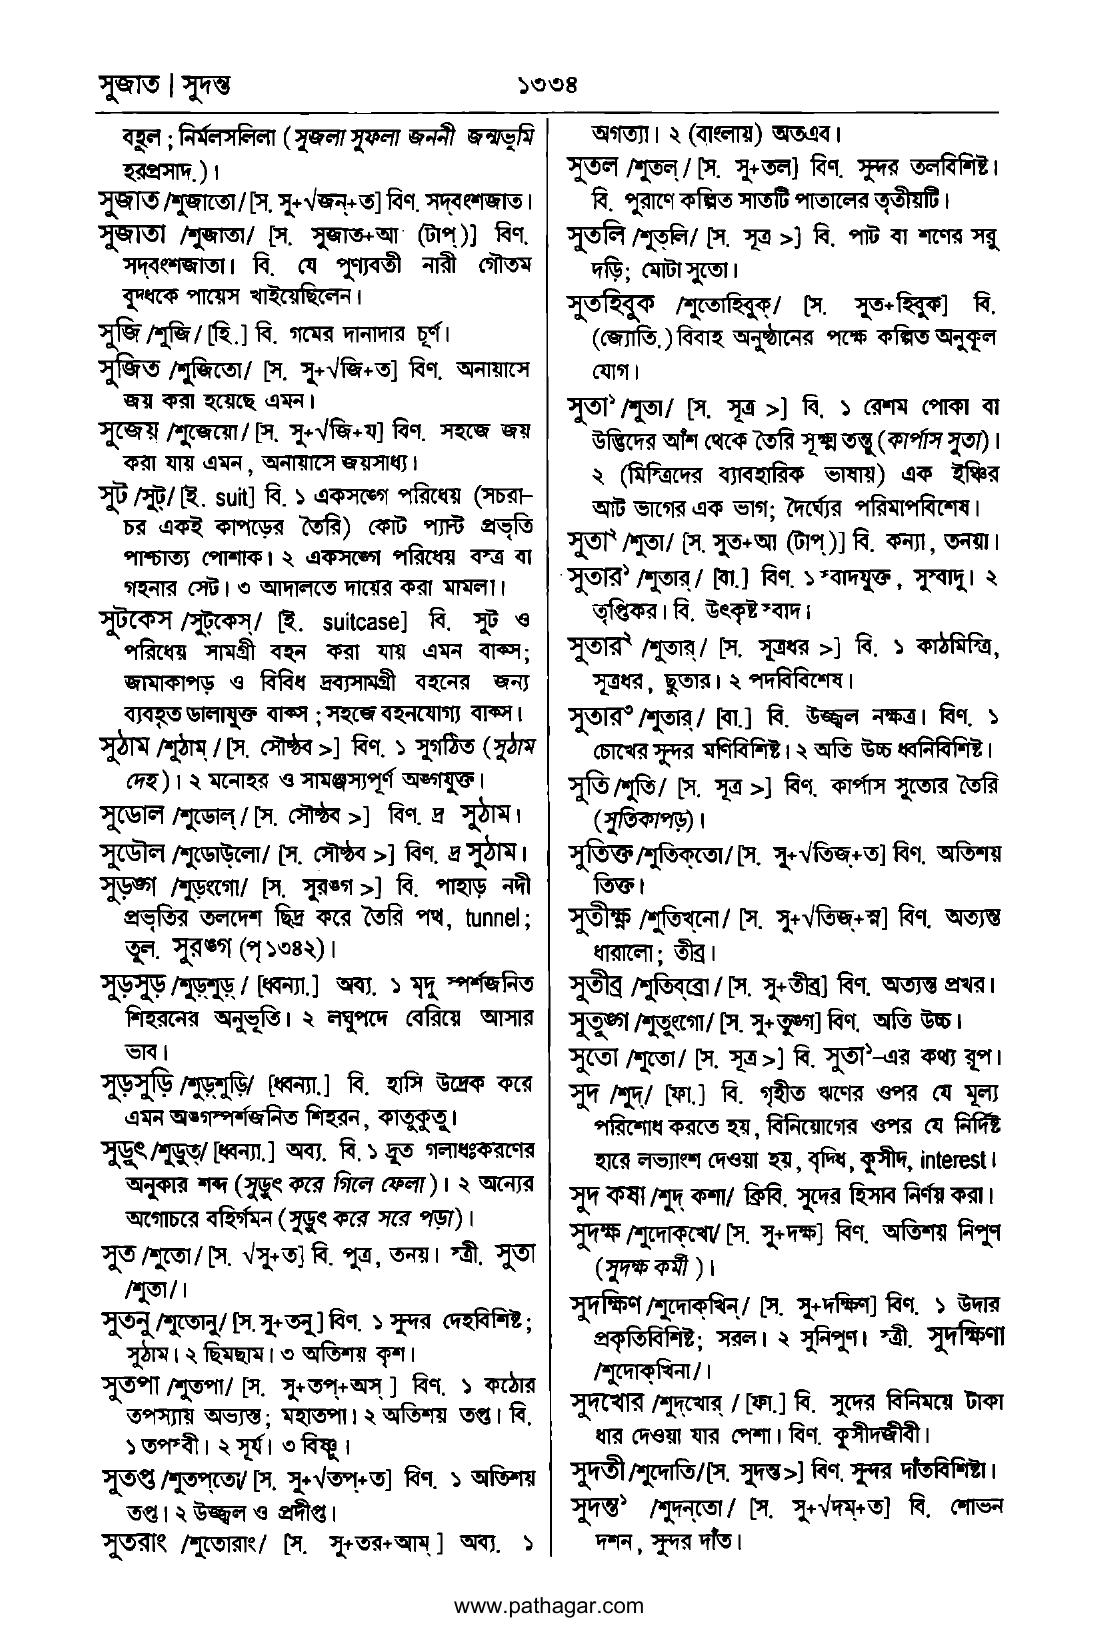 সুজাত | সুদন্ত
১৩৩৪
বহুল ; নির্মলসলিলা (সুজলা সুফলা জননী জন্মভূমি
হরপ্রসাদ.)।
সুজাত /শুজাতো/ [স. সু+√জন্+ত] বিণ. সদ্‌বংশজাত।
সুজাতা /শুজাতা/ [স. সুজাত+আ (টাপ্)] বিণ.
সদ্‌বংশজাতা। বি. যে পুণ্যবতী নারী গৌতম
বুদ্ধকে পায়েস খাইয়েছিলেন।
সুজি /শুজি/ [হি.] বি. গমের দানাদার চূর্ণ।
সুজিত /শুজিতো/ [স. সু+√জি+ত] বিণ. অনায়াসে
জয় করা হয়েছে এমন।
সুজেয় /শুজেয়ো/ [স. সু+√জি+য] বিণ. সহজে জয়
করা যায় এমন, অনায়াসে জয়সাধ্য।
সুট /সুট্/ [ই. suit] বি. ১ একসঙ্গে পরিধেয় (সচরা-
চর একই কাপড়ের তৈরি) কোট প্যান্ট প্রভৃতি
পাশ্চাত্য পোশাক। ২ একসঙ্গে পরিধেয় বস্ত্র বা
গহনার সেট। ৩ আদালতে দায়ের করা মামলা।
সুটকেস /সুট্‌কেস্/ [ই. suitcase] বি. সুট ও
পরিধেয় সামগ্রী বহন করা যায় এমন বাক্স;
জামাকাপড় ও বিবিধ দ্রব্যসামগ্রী বহনের জন্য
ব্যবহৃত ডালাযুক্ত বাক্স ; সহজে বহনযোগ্য বাক্স।
সুঠাম /শুঠাম্/ [স. সৌষ্ঠব >] বিণ. ১ সুগঠিত (সুঠাম
দেহ)। ২ মনোহর ও সামঞ্জস্যপূর্ণ অঙ্গযুক্ত।
সুডোল /শুডোল্/ [স. সৌষ্ঠব >] বিণ. দ্র সুঠাম।
সুডৌল /শুডোউ্‌লো/ [স. সৌষ্ঠব >] বিণ. দ্র সুঠাম।
সুড়ঙ্গ /শুড়ংগো/ [স. সুরঙ্গ >] বি. পাহাড় নদী
প্রভৃতির তলদেশ ছিদ্র করে তৈরি পথ, tunnel;
তুল. সুরঙ্গ (পৃ ১৩৪২)।
সুড়সুড় /শুড়্‌শুড়্/ [ধ্বন্যা.] অব্য. ১ মৃদু স্পর্শজনিত
শিহরনের অনুভূতি। ২ লঘুপদে বেরিয়ে আসার
ভাব।
সুড়সুড়ি /শুড়্‌শুড়ি/ [ধ্বন্যা.] বি. হাসি উদ্রেক করে
এমন অঙ্গস্পর্শজনিত শিহরন, কাতুকুতু।
সুড়ুৎ /শুড়ুত্/ [ধ্বন্যা.] অব্য. বি. ১ দ্রুত গলাধঃকরণের
অনুকার শব্দ (সুড়ুৎ করে গিলে ফেলা)। ২ অন্যের
অগোচরে বহির্গমন (সুড়ুৎ করে সরে পড়া)।
সুত /শুতো/ [স. √সু+ত] বি. পুত্র, তনয়। স্ত্রী. সুতা
/শুতা/।
সুতনু /শুতোনু/ [স. সু+তনু] বিণ. ১ সুন্দর দেহবিশিষ্ট;
সুঠাম। ২ ছিমছাম। ৩ অতিশয় কৃশ।
সুতপা /শুতপা/ [স. সু+তপ্+অস্ ] বিণ. ১ কঠোর
তপস্যায় অভ্যস্ত; মহাতপা। ২ অতিশয় তপ্ত। বি.
১ তপস্বী। ২ সূর্য। ৩ বিষ্ণু।
সুতপ্ত /শুতপ্‌তো/ [স. সু+√তপ্+ত] বিণ. ১ অতিশয়
তপ্ত। ২ উজ্জ্বল ও প্রদীপ্ত।
সুতরাং /শুতোরাং/ [স. সু+তর+আম্ ] অব্য. ১
অগত্যা। ২ (বাংলায়) অতএব।
সুতল /শুতল্/ [স. সু+তল] বিণ. সুন্দর তলবিশিষ্ট।
বি. পুরাণে কল্পিত সাতটি পাতালের তৃতীয়টি।
সুতলি /শুত্‌লি/ [স. সূত্র >] বি. পাট বা শণের সরু
দড়ি; মোটা সুতো।
সুতহিবুক /শুতোহিবুক্/ [স. সুত+হিবুক] বি.
(জ্যোতি.) বিবাহ অনুষ্ঠানের পক্ষে কল্পিত অনুকূল
যোগ।
সুতা১ /শুতা/ [স. সূত্র >] বি. ১ রেশম পোকা বা
উদ্ভিদের আঁশ থেকে তৈরি সূক্ষ্ম তন্তু (কার্পাস সুতা)।
২ (মিস্ত্রিদের ব্যাবহারিক ভাষায়) এক ইঞ্চির
আট ভাগের এক ভাগ; দৈর্ঘ্যের পরিমাপবিশেষ।
সুতা২ /শুতা/ [স. সুত+আ (টাপ্)] বি. কন্যা, তনয়া।
সুতার১ /শুতার্/ [বা.] বিণ. ১ স্বাদযুক্ত, সুস্বাদু। ২
তৃপ্তিকর। বি. উৎকৃষ্ট স্বাদ।
সুতার২ /শুতার্/ [স. সূত্রধর >] বি. ১ কাঠমিস্ত্রি,
সূত্রধর, ছুতার। ২ পদবিবিশেষ।
সুতার৩ /শুতার্/ [বা.] বি. উজ্জ্বল নক্ষত্র। বিণ. ১
চোখের সুন্দর মণিবিশিষ্ট। ২ অতি উচ্চ ধ্বনিবিশিষ্ট।
সুতি /শুতি/ [স. সূত্র >] বিণ. কার্পাস সুতোর তৈরি
(সুতিকাপড়)।
সুতিক্ত /শুতিক্‌তো/ [স. সু+√তিজ্+ত] বিণ. অতিশয়
তিক্ত।
সুতীক্ষ্ণ /শুতিখ্‌নো/ [স. সু+√তিজ্+স্ন] বিণ. অত্যন্ত
ধারালো; তীব্র।
সুতীব্র /শুতিব্‌ব্রো/ [স. সু+তীব্র] বিণ. অত্যন্ত প্রখর।
সুতুঙ্গ /শুতুংগো/ [স. সু+তুঙ্গ] বিণ. অতি উচ্চ।
সুতো /শুতো/ [স. সূত্র >] বি. সুতা১-এর কথ্য রূপ।
সুদ /শুদ্/ [ফা.] বি. গৃহীত ঋণের ওপর যে মূল্য
পরিশোধ করতে হয়, বিনিয়োগের ওপর যে নির্দিষ্ট
হারে লভ্যাংশ দেওয়া হয়, বৃদ্ধি, কুসীদ, interest।
সুদ কষা /শুদ্ কশা/ ক্রিবি. সুদের হিসাব নির্ণয় করা।
সুদক্ষ /শুদোক্‌খো/ [স. সু+দক্ষ] বিণ. অতিশয় নিপুণ
(সুদক্ষ কর্মী )।
সুদক্ষিণ /শুদোক্‌খিন্/ [স. সু+দক্ষিণ] বিণ. ১ উদার
প্রকৃতিবিশিষ্ট; সরল। ২ সুনিপুণ। স্ত্রী. সুদক্ষিণা
/শুদোক্‌খিনা/।
সুদখোর /শুদ্‌খোর্/ [ফা.] বি. সুদের বিনিময়ে টাকা
ধার দেওয়া যার পেশা। বিণ. কুসীদজীবী।
সুদতী /শুদোতি/ [স. সুদন্ত>] বিণ. সুন্দর দাঁতবিশিষ্টা।
সুদন্ত১ /শুদন্‌তো/ [স. সু+√দম্+ত] বি. শোভন
দশন, সুন্দর দাঁত।
www.pathagar.com